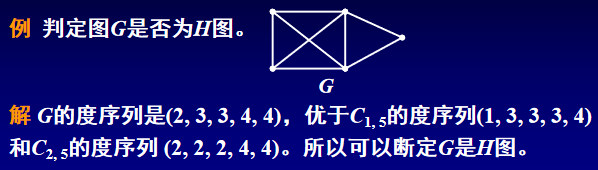 例 判定图G是否为H图。
G
解 G的度序列是(2, 3, 3, 4, 4)，优于C1, 5的度序列(1, 3, 3, 3, 4)
和C2, 5的度序列 (2, 2, 2, 4, 4)。所以可以断定G是H图。